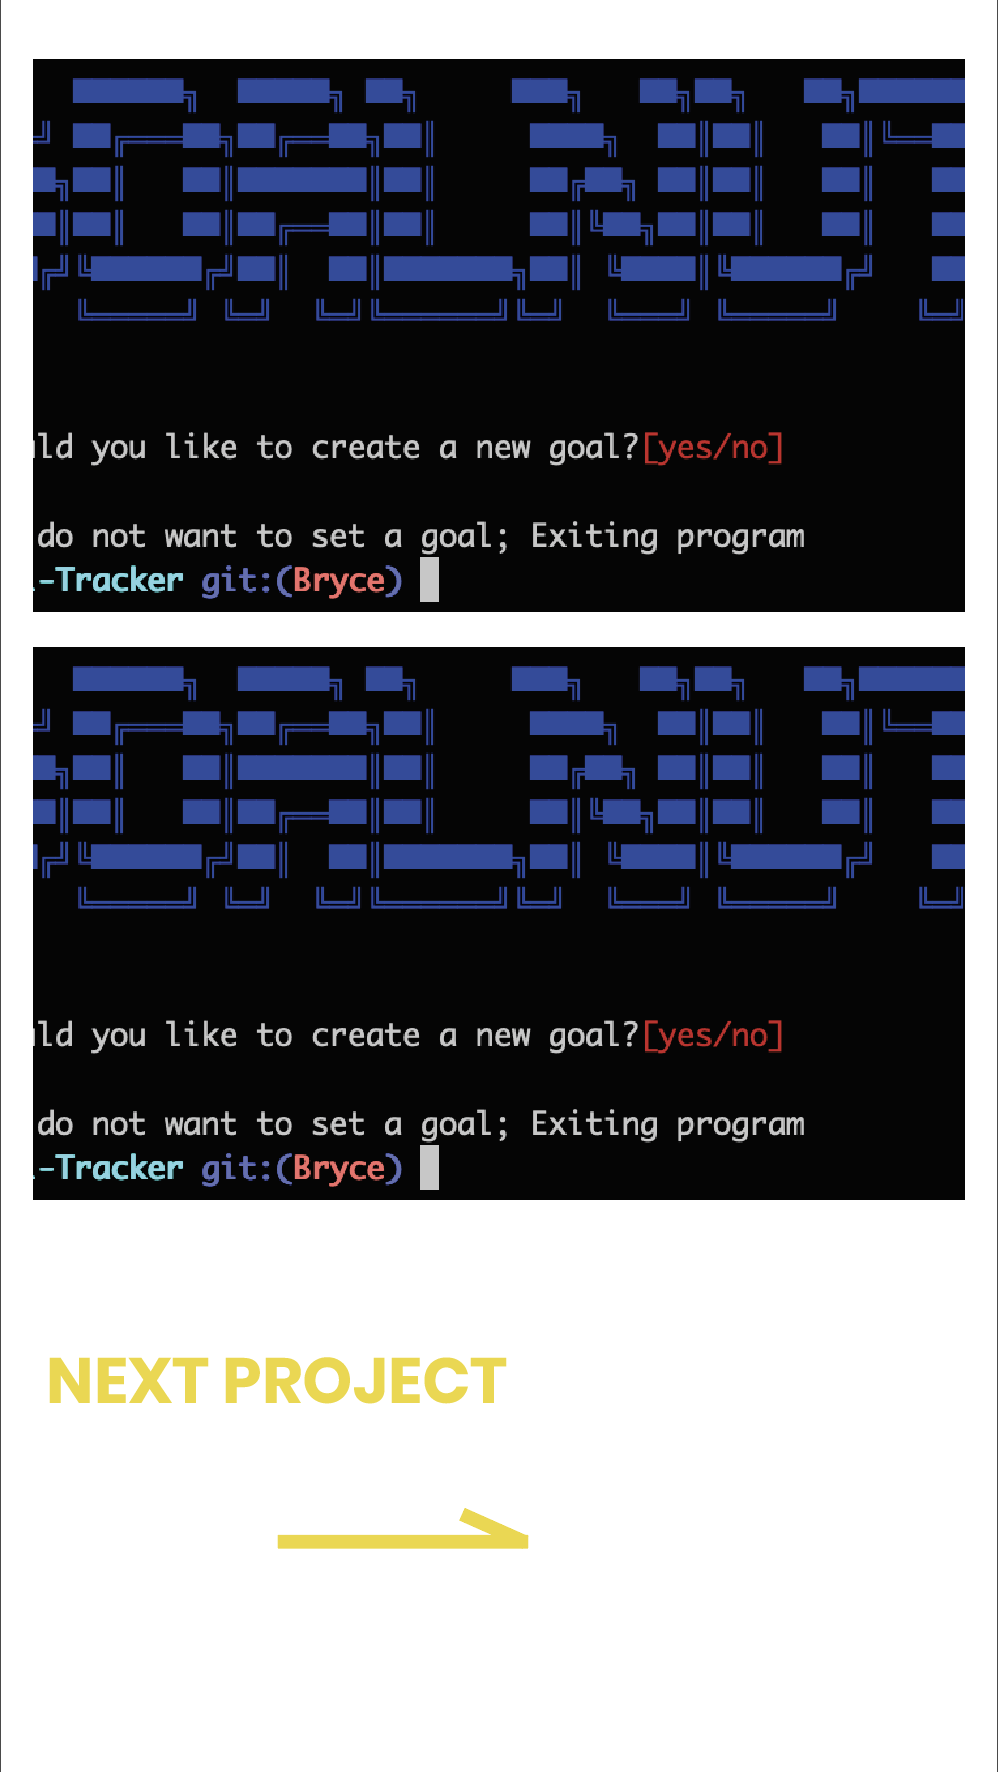 you like to create a new goal?[yes/no]
do not want to set a goal; Exiting program
-Tracker git:(Bryce)
you like to create a new goal?[yes/no]
do not want to set a goal; Exiting program
-Tracker git:(Bryce)
NEXT PROJECT